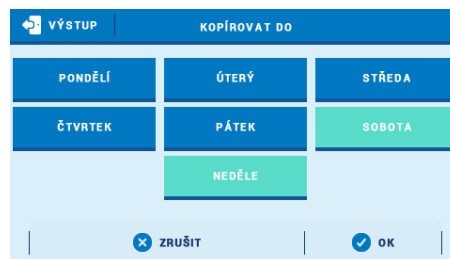 VÝSTUP KOPÍROVAT DO
PONDĚLÍ ÚTERÝ STŘEDA
ČTVRTEK PÁTEK SOBOTA
NEDĚLE
ZRUŠIT OK